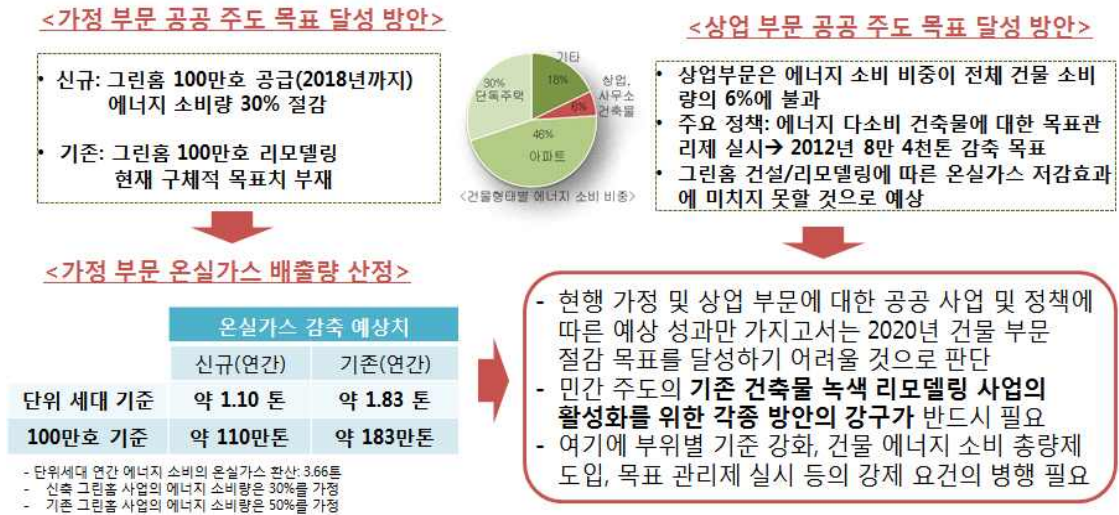 <가정 부문 공공 주도 목표 달성 방안>
• 신규: 그린홈 100만호 공급(2018년까지)
에너지 소비량 30% 절감
• 기존: 그린홈 100만호 리모델링
현재 구체적 목표치 부재
기타
18%
상업,
사무소
건축물
6%
30%
단독주택
46%
아파트
<건물형태별 에너지 소비 비중>
<상업 부문 공공 주도 목표 달성 방안>
• 상업부문은 에너지 소비 비중이 전체 건물 소비
량의 6%에 불과
• 주요 정책: 에너지 다소비 건축물에 대한 목표관
리제 실시→ 2012년 8만 4천톤 감축 목표
• 그린홈 건설/리모델링에 따른 온실가스 저감효과
에 미치지 못할 것으로 예상
<가정 부문 온실가스 배출량 산정>
온실가스 감축 예상치
신규(연간) 기존(연간)
단위 세대 기준 약 1.10 톤 약 1.83 톤
100만호 기준 약 110만톤 약 183만톤
- 단위세대 연간 에너지 소비의 온실가스 환산: 3.66톤
- 신축 그린홈 사업의 에너지 소비량은 30%를 가정
- 기존 그린홈 사업의 에너지 소비량은 50%를 가정
- 현행 가정 및 상업 부문에 대한 공공 사업 및 정책에
따른 예상 성과만 가지고서는 2020년 건물 부문
절감 목표를 달성하기 어려울 것으로 판단
- 민간 주도의 기존 건축물 녹색 리모델링 사업의
활성화를 위한 각종 방안의 강구가 반드시 필요
- 여기에 부위별 기준 강화, 건물 에너지 소비 총량제
도입, 목표 관리제 실시 등의 강제 요건의 병행 필요